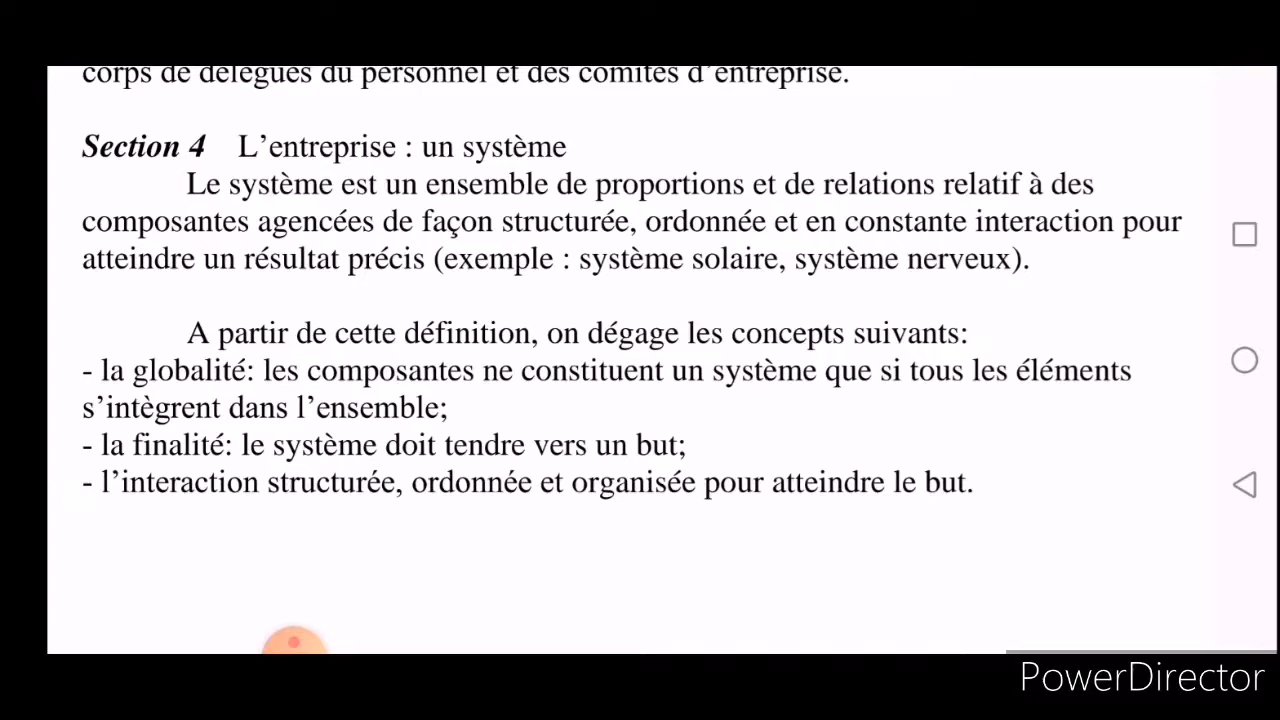 corps de délégués du personnel et des comités d’entreprise.
Section 4 L’entreprise : un système
Le système est un ensemble de proportions et de relations relatif à des
composantes agencées de façon structurée, ordonnée et en constante interaction pour
atteindre un résultat précis (exemple : système solaire, système nerveux).
A partir de cette définition, on dégage les concepts suivants:
- la globalité: les composantes ne constituent un système que si tous les éléments
s’intègrent dans l’ensemble;
- la finalité: le système doit tendre vers un but;
- l’interaction structurée, ordonnée et organisée pour atteindre le but.
PowerDirector